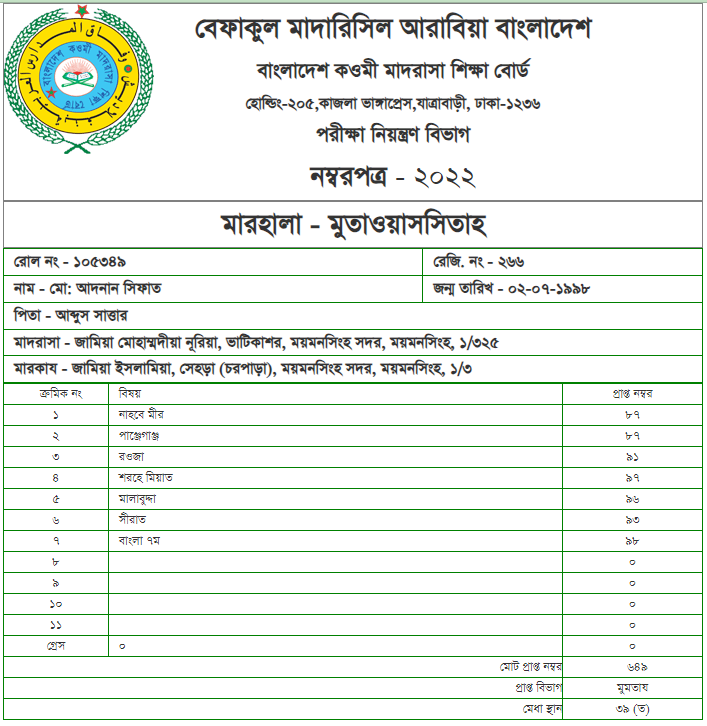 বেফাকুল মাদারিসিল আরাবিয়া বাংলাদেশ
বাংলাদেশ কওমী মাদরাসা শিক্ষা বোর্ড
হোল্ডিং-২০৫,কাজলা ভাঙ্গাপ্রেস,যাত্রাবাড়ী, ঢাকা-১২৩৬
পরীক্ষা নিয়ন্ত্রণ বিভাগ
নম্বরপত্র - ২০২২
মারহালা - মুতাওয়াসসিতাহ
রোল নং - ১০৫৩৪৯ রেজি. নং - ২৬৬
নাম - মো: আদনান সিফাত জন্ম তারিখ - ০২-০৭-১৯৯৮
পিতা - আব্দুস সাত্তার
মাদরাসা - জামিয়া মোহাম্মদীয়া নূরিয়া, ভাটিকাশর, ময়মনসিংহ সদর, ময়মনসিংহ, ১/৩২৫
মারকায - জামিয়া ইসলামিয়া, সেহড়া (চরপাড়া), ময়মনসিংহ সদর, ময়মনসিংহ, ১/৩
ক্রমিক নং বিষয় প্রাপ্ত নম্বর
১ নাহবে মীর ৮৭
২ পাঞ্জেগাঞ্জ ৮৭
৩ রওজা ৯১
৪ শরহে মিয়াত ৯৭
৫ মালাবুদ্দা ৯৬
৬ সীরাত ৯৩
৭ বাংলা ৭ম ৯৮
৮ ০
৯ ০
১০ ০
১১ ০
গ্রেস ০ ০
মোট প্রাপ্ত নম্বর ৬৪৯
প্রাপ্ত বিভাগ মুমতায
মেধা স্থান ৩৯ (ত)
বাংলাদেশ কওমী মাদরাসা
শিক্ষা বোর্ড